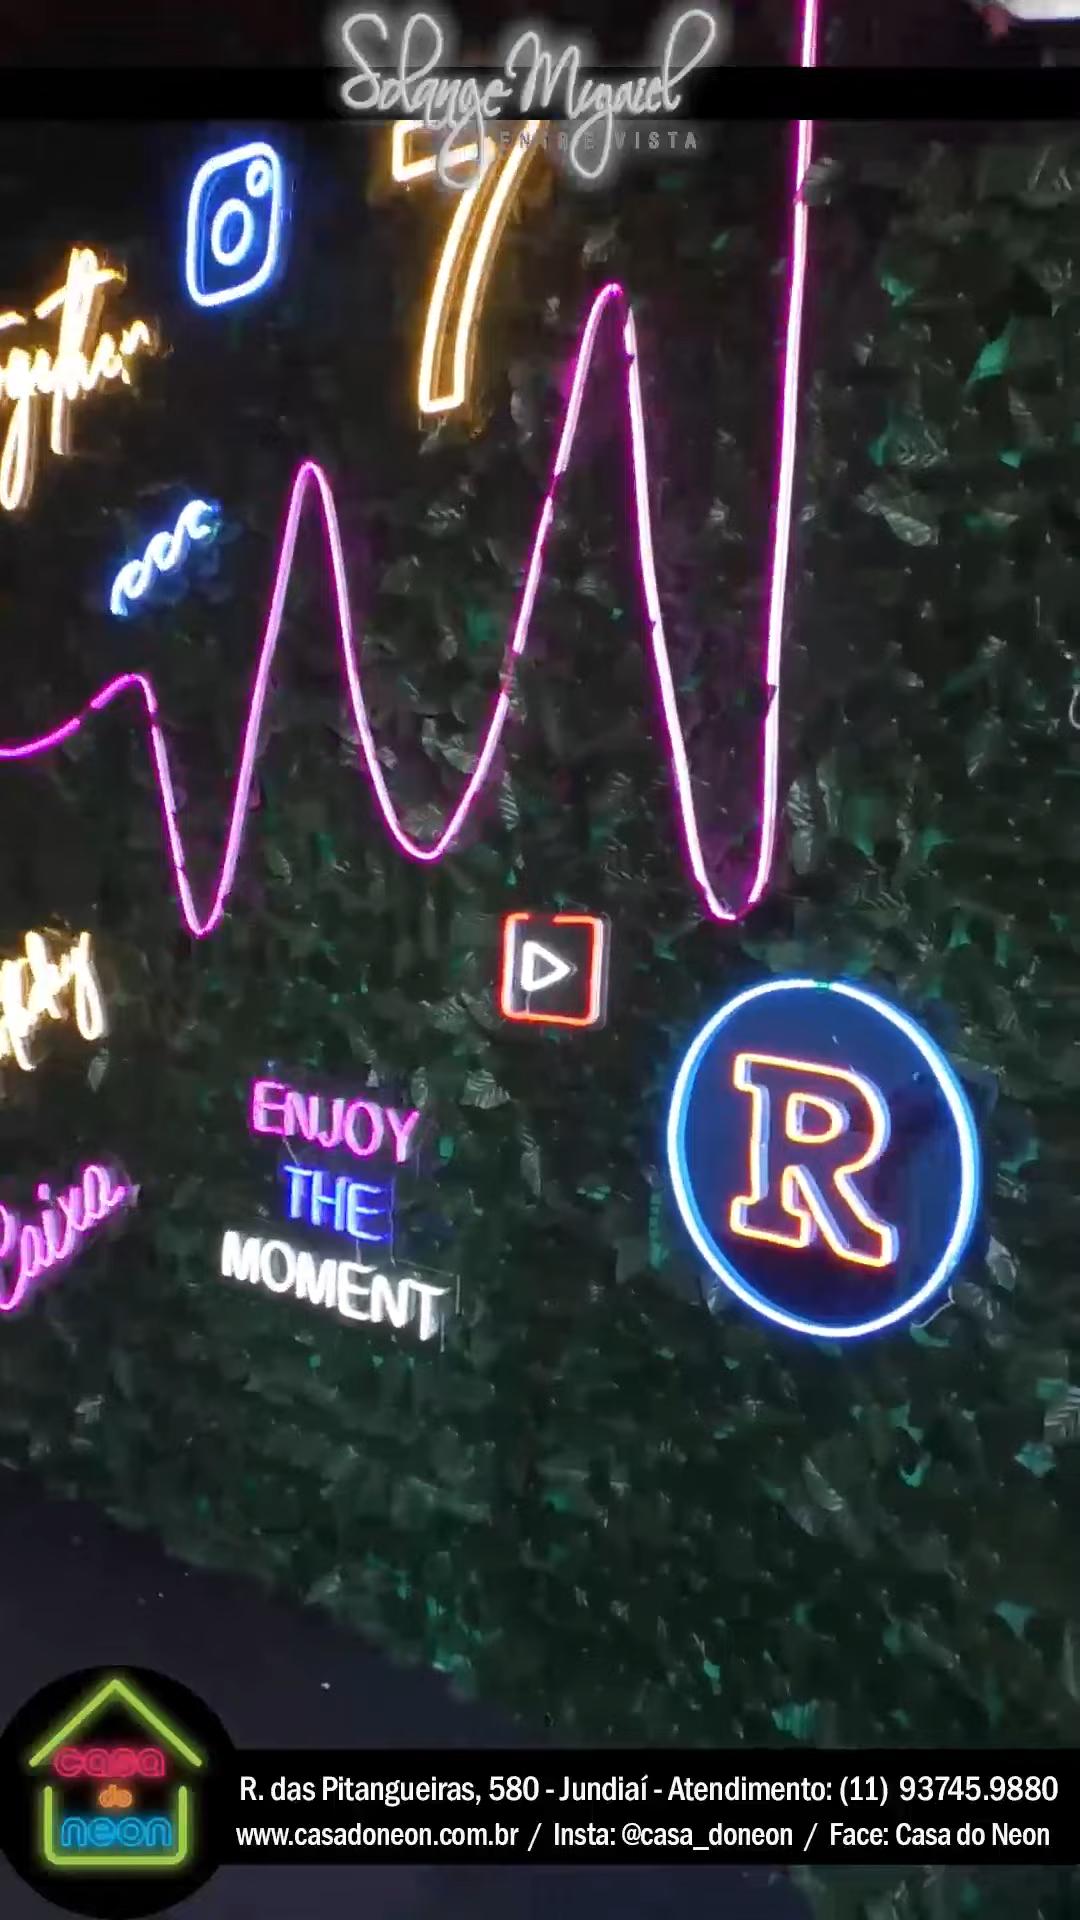 Solange Mugaiel
ENTREVISTA
ENJOY
THE
MOMENT
R
casa
do
neon
R. das Pitangueiras, 580 - Jundiaí - Atendimento: (11) 93745.9880
www.casadoneon.com.br / Insta: @casa_doneon / Face: Casa do Neon